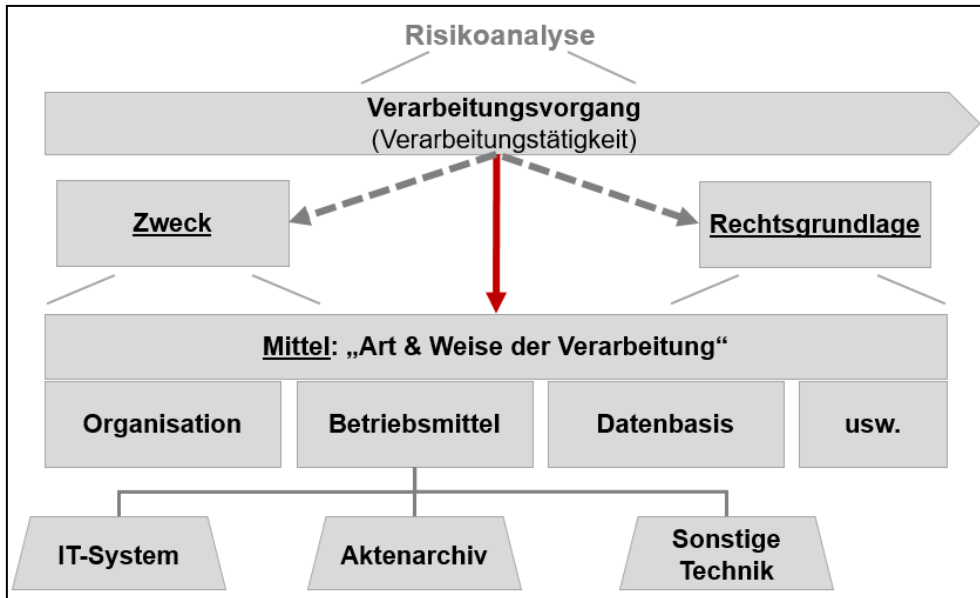 Risikoanalyse
Verarbeitungsvorgang
(Verarbeitungstätigkeit)
Zweck
Rechtsgrundlage
Mittel: „Art & Weise der Verarbeitung“
Organisation
Betriebsmittel
Datenbasis
usw.
IT-System
Aktenarchiv
Sonstige
Technik